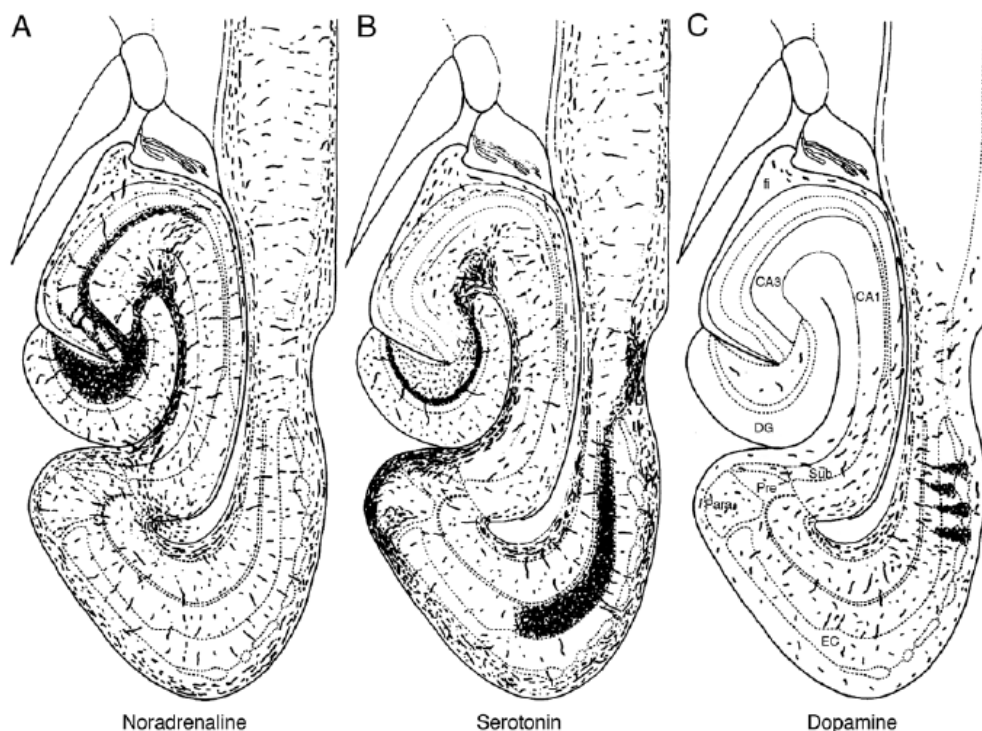 A B C
fi
CA3
CA1
DG
Sub
Pre
Para
EC
Noradrenaline Serotonin Dopamine